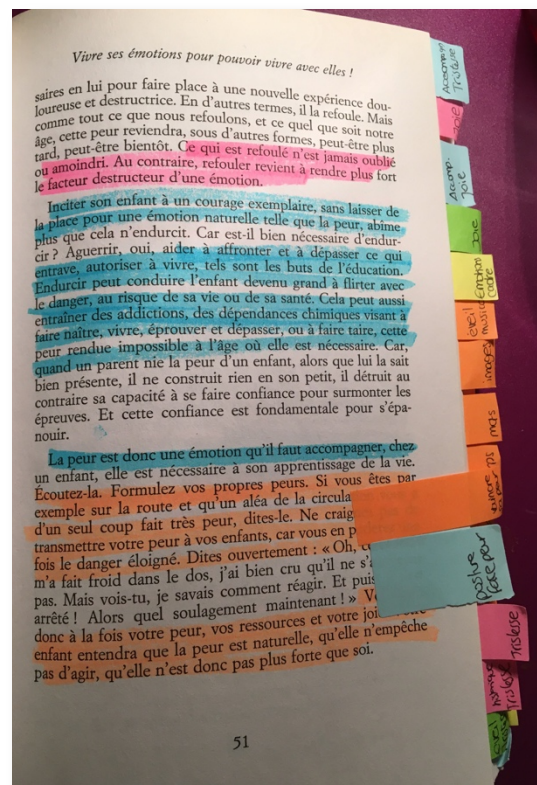 Vivre ses émotions pour pouvoir vivre avec elles !
saires en lui pour faire place à une nouvelle expérience dou-
loureuse et destructrice. En d'autres termes, il la refoule. Mais
comme tout ce que nous refoulons, et ce quel que soit notre
âge, cette peur reviendra, sous d'autres formes, peut-être plus
tard, peut-être bientôt. Ce qui est refoulé n'est jamais oublié
ou amoindri. Au contraire, refouler revient à rendre plus fort
le facteur destructeur d'une émotion.
Inciter son enfant à un courage exemplaire, sans laisser de
la place pour une émotion naturelle telle que la peur, abime
plus que cela n'endurcit. Car est-il bien nécessaire d'endur-
cir ? Aguerrir, oui, aider à affronter et à dépasser ce qui
entrave, autoriser à vivre, tels sont les buts de l'éducation.
Endurcir peut conduire l'enfant devenu grand à flirter avec
le danger, au risque de sa vie ou de sa santé. Cela peut aussi
entraîner des addictions, des dépendances chimiques visant à
faire naître, vivre, éprouver et dépasser, ou à faire taire, cette
peur rendue impossible à l'âge où elle est nécessaire. Car,
quand un parent nie la peur d'un enfant, alors que lui la sait
bien présente, il ne construit rien en son petit, il détruit au
contraire sa capacité à se faire confiance pour surmonter les
épreuves. Et cette confiance est fondamentale pour s'épa-
nouir.
La peur est donc une émotion qu'il faut accompagner, chez
un enfant, elle est nécessaire à son apprentissage de la vie.
Écoutez-la. Formulez vos propres peurs. Si vous êtes par
exemple sur la route et qu'un aléa de la circula
d'un seul coup fait très peur, dites-le. Ne craig
transmettre votre peur à vos enfants, car vous en p
fois le danger éloigné. Dites ouvertement : « Oh,
m'a fait froid dans le dos, j'ai bien cru qu'il ne s'a
pas. Mais vois-tu, je savais comment réagir. Et puis
arrêté ! Alors quel soulagement maintenant ! » V
donc à la fois votre peur, vos ressources et votre joi
enfant entendra que la peur est naturelle, qu'elle n'empêche
pas d'agir, qu'elle n'est donc pas plus forte que soi.
51
Tristesse
Joie
Accomp.
Joie
Joie
Emotions
cadre
éveil
musical
images
mots
posture
face peur
Tristesse
Tristesse